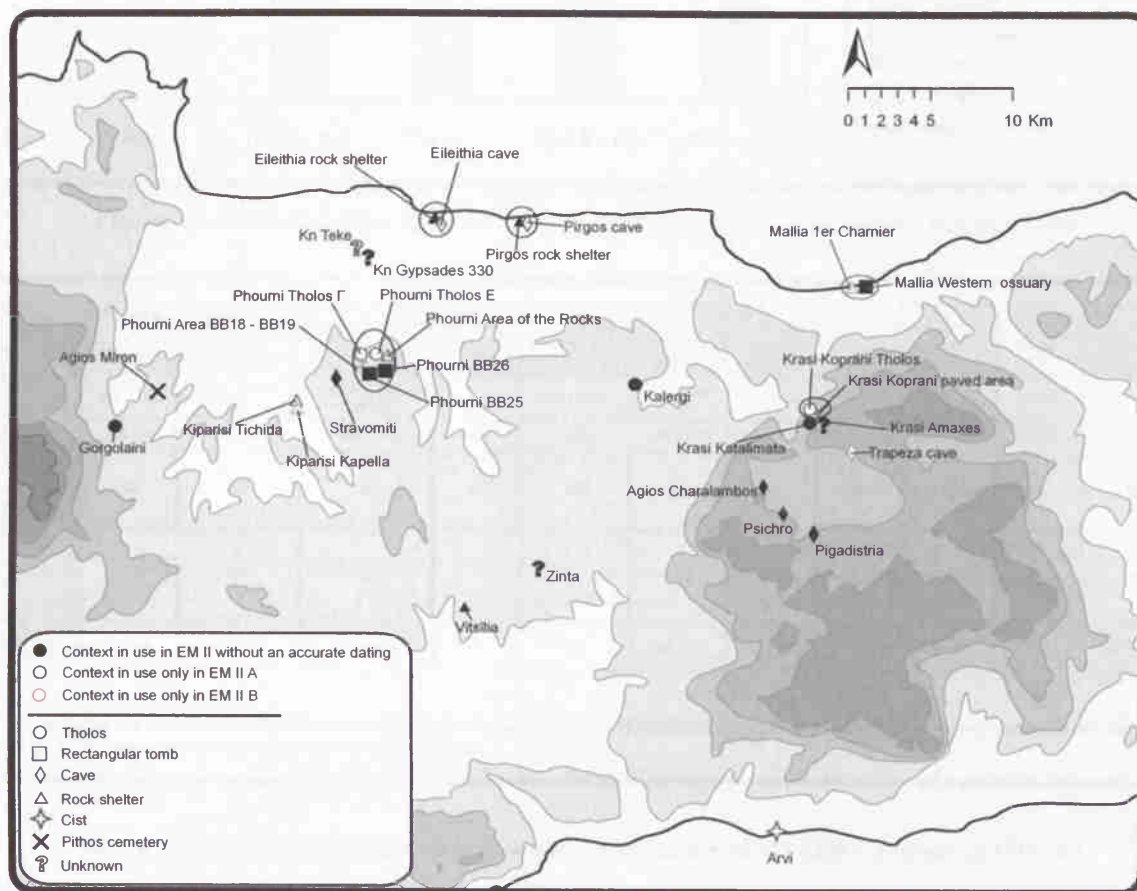 0 1 2 3 4 5 10 Km
Eileithia rock shelter
Eileithia cave
Kn Teke
Kn Gypsades 330
Pirgos cave
Pirgos rock shelter
Mallia 1er Charnier
Mallia Western ossuary
Phourni Tholos Γ
Phourni Tholos E
Phourni Area BB18 - BB19
Phourni Area of the Rocks
Agios Miron
Phourni BB26
Phourni BB25
Krasi Koprani Tholos
Krasi Koprani paved area
Kalergi
Gorgolaini
Kiparisi Tichida
Stravomiti
Kiparisi Kapella
Krasi Amaxes
Krasi Katalimata
Trapeza cave
Agios Charalambos
Psichro
Pigadistria
Zinta
Vitsilia
Context in use in EM II without an accurate dating
Context in use only in EM II A
Context in use only in EM II B
Tholos
Rectangular tomb
Cave
Rock shelter
Cist
Pithos cemetery
? Unknown
Arvi